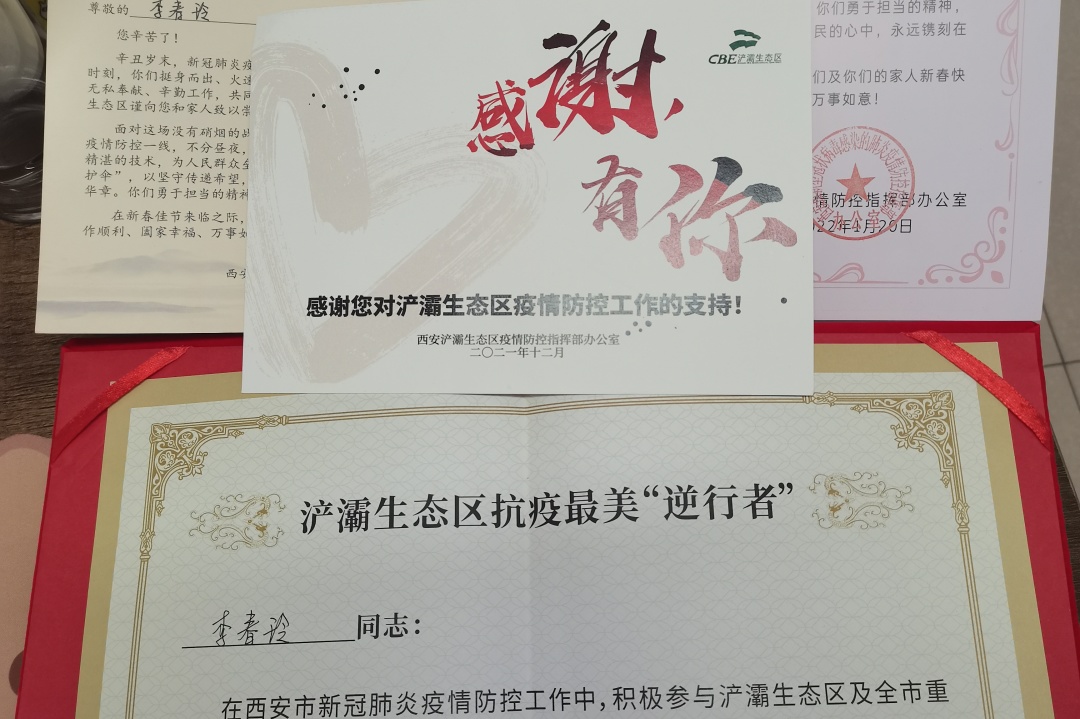 尊敬的 李春玲
您辛苦了！
辛丑岁末，新冠肺炎疫
时刻，你们挺身而出、火速
无私奉献、辛勤工作，共同
生态区谨向您和家人致以崇
面对这场没有硝烟的战
疫情防控一线，不分昼夜，
精湛的技术，为人民群众全
护伞”，以坚守传递希望，
华章。你们勇于担当的精神
在新春佳节来临之际，
作顺利、阖家幸福、万事如
西安
CBE浐灞生态区
感谢
有你
感谢您对浐灞生态区疫情防控工作的支持！
西安浐灞生态区疫情防控指挥部办公室
二〇二一年十二月
你们勇于担当的精神，
民的心中，永远镌刻在
们及你们的家人新春快
万事如意！
情防控指挥部办公室
2022年1月20日
浐灞生态区抗疫最美“逆行者”
李春玲 同志：
在西安市新冠肺炎疫情防控工作中，积极参与浐灞生态区及全市重